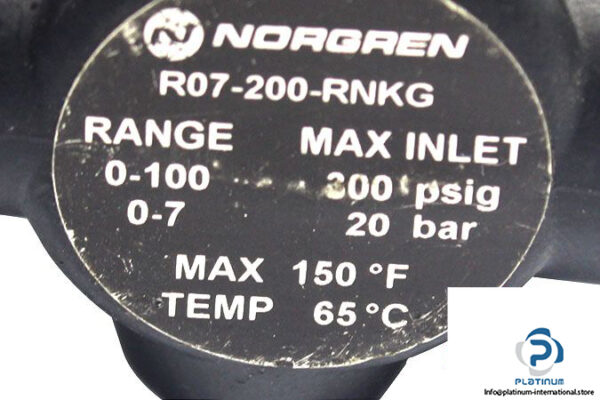 NORGREN
R07-200-RNKG
RANGE MAX INLET
0-100 300 psig
0-7 20 bar
MAX 150 °F
TEMP 65 °C
PLATINUM
info@platinum-international.store